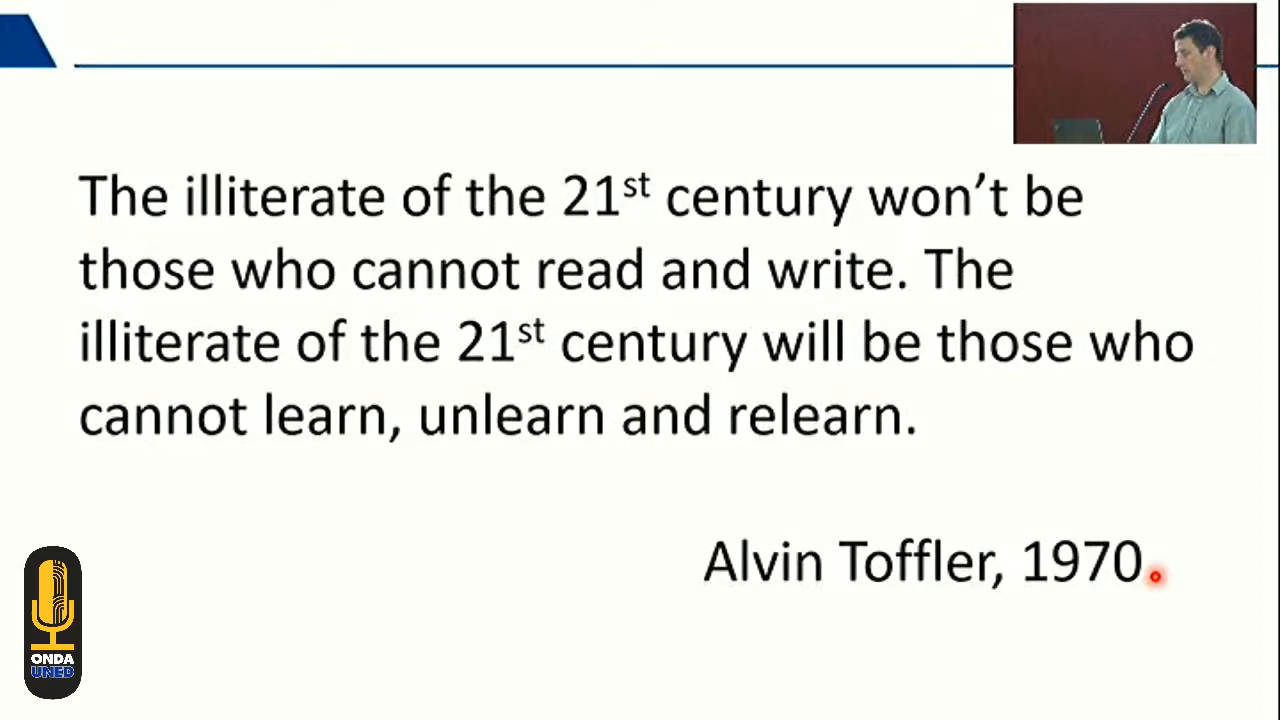 The illiterate of the 21st century won't be
those who cannot read and write. The
illiterate of the 21st century will be those who
cannot learn, unlearn and relearn.
Alvin Toffler, 1970
ONDA
UNED